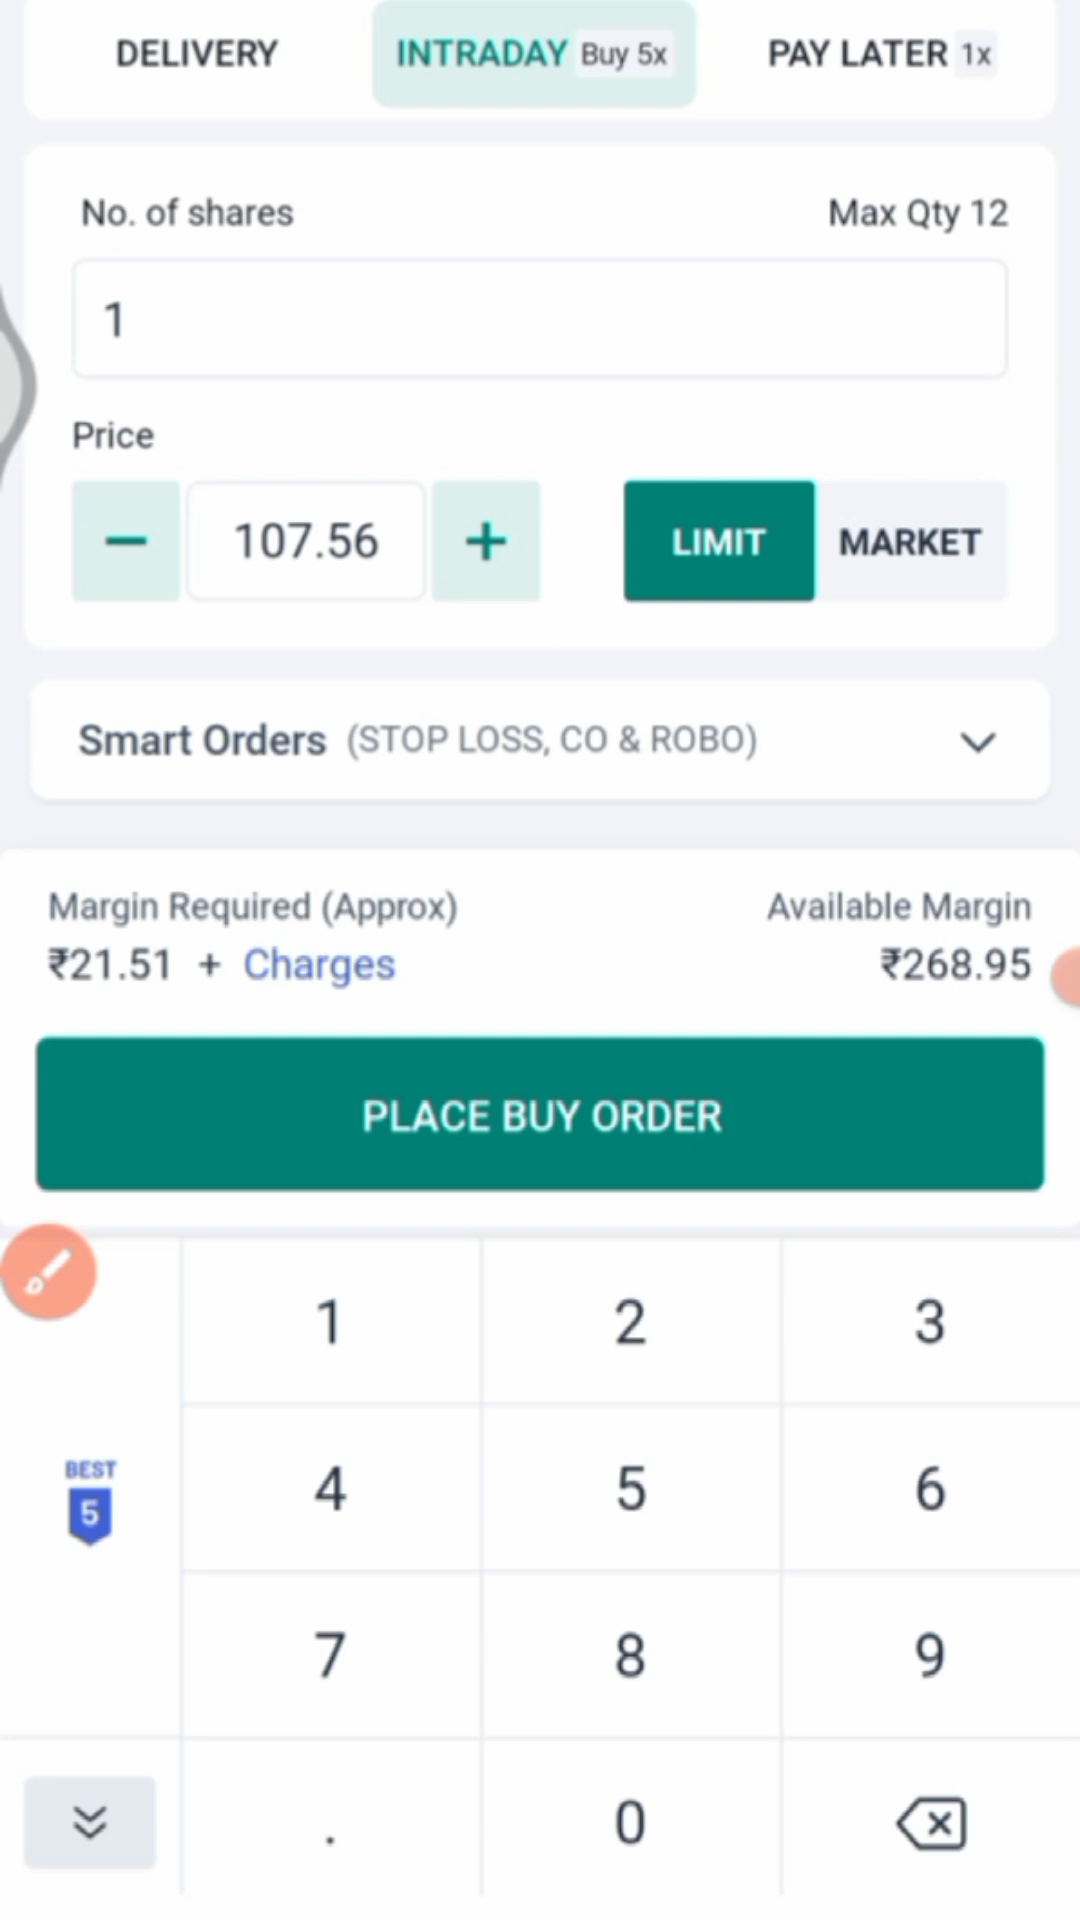 DELIVERY INTRADAY Buy 5x PAY LATER 1x
No. of shares Max Qty 12
1
Price
107.56 LIMIT MARKET
Smart Orders (STOP LOSS, CO & ROBO)
Margin Required (Approx) Available Margin
₹21.51 + Charges ₹268.95
PLACE BUY ORDER
1 2 3
BEST
5
4 5 6
7 8 9
. 0